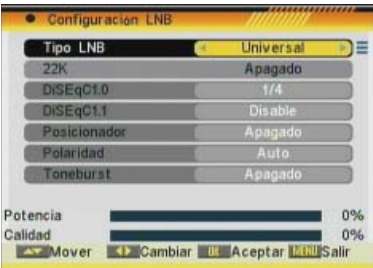 Configuración LNB
Tipo LNB Universal
22K Apagado
DiSEqC1.0 1/4
DiSEqC1.1 Disable
Posicionador Apagado
Polaridad Auto
Toneburst Apagado
Potencia 0%
Calidad 0%
Mover Cambiar OK Aceptar MENU Salir